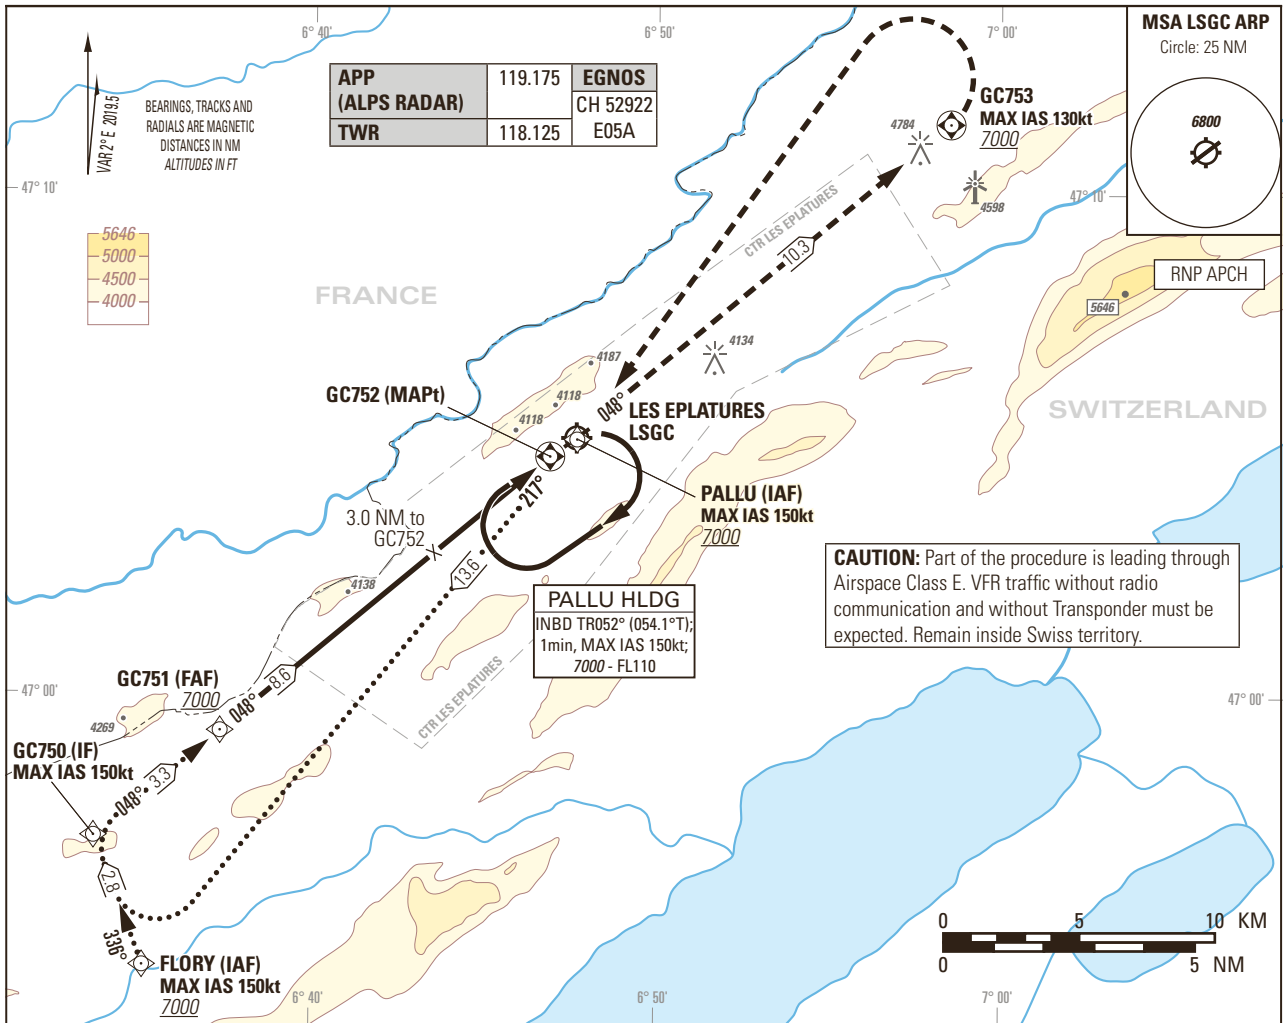 6° 40'
6° 50'
7° 00'
MSA LSGC ARP
Circle: 25 NM
6800
VAR 2° E 2019.5
BEARINGS, TRACKS AND
RADIALS ARE MAGNETIC
DISTANCES IN NM
ALTITUDES IN FT
APP
(ALPS RADAR)
119.175
EGNOS
CH 52922
E05A
TWR
118.125
GC753
MAX IAS 130kt
7000
4784
4598
47° 10'
47° 10'
CTR LES EPLATURES
10.3
5646
5000
4500
4000
FRANCE
RNP APCH
5646
4134
4187
4118
4118
GC752 (MAPt)
048°
LES EPLATURES
LSGC
SWITZERLAND
217°
PALLU (IAF)
MAX IAS 150kt
7000
3.0 NM to
GC752
13.6
4138
CAUTION: Part of the procedure is leading through
Airspace Class E. VFR traffic without radio
communication and without Transponder must be
expected. Remain inside Swiss territory.
PALLU HLDG
INBD TR052° (054.1°T);
1min, MAX IAS 150kt;
7000 - FL110
CTR LES EPLATURES
GC751 (FAF)
7000
048°
8.6
47° 00'
47° 00'
4269
GC750 (IF)
MAX IAS 150kt
048°
3.3
2.8
336°
FLORY (IAF)
MAX IAS 150kt
7000
0
5
10 KM
0
5 NM
6° 40'
6° 50'
7° 00'